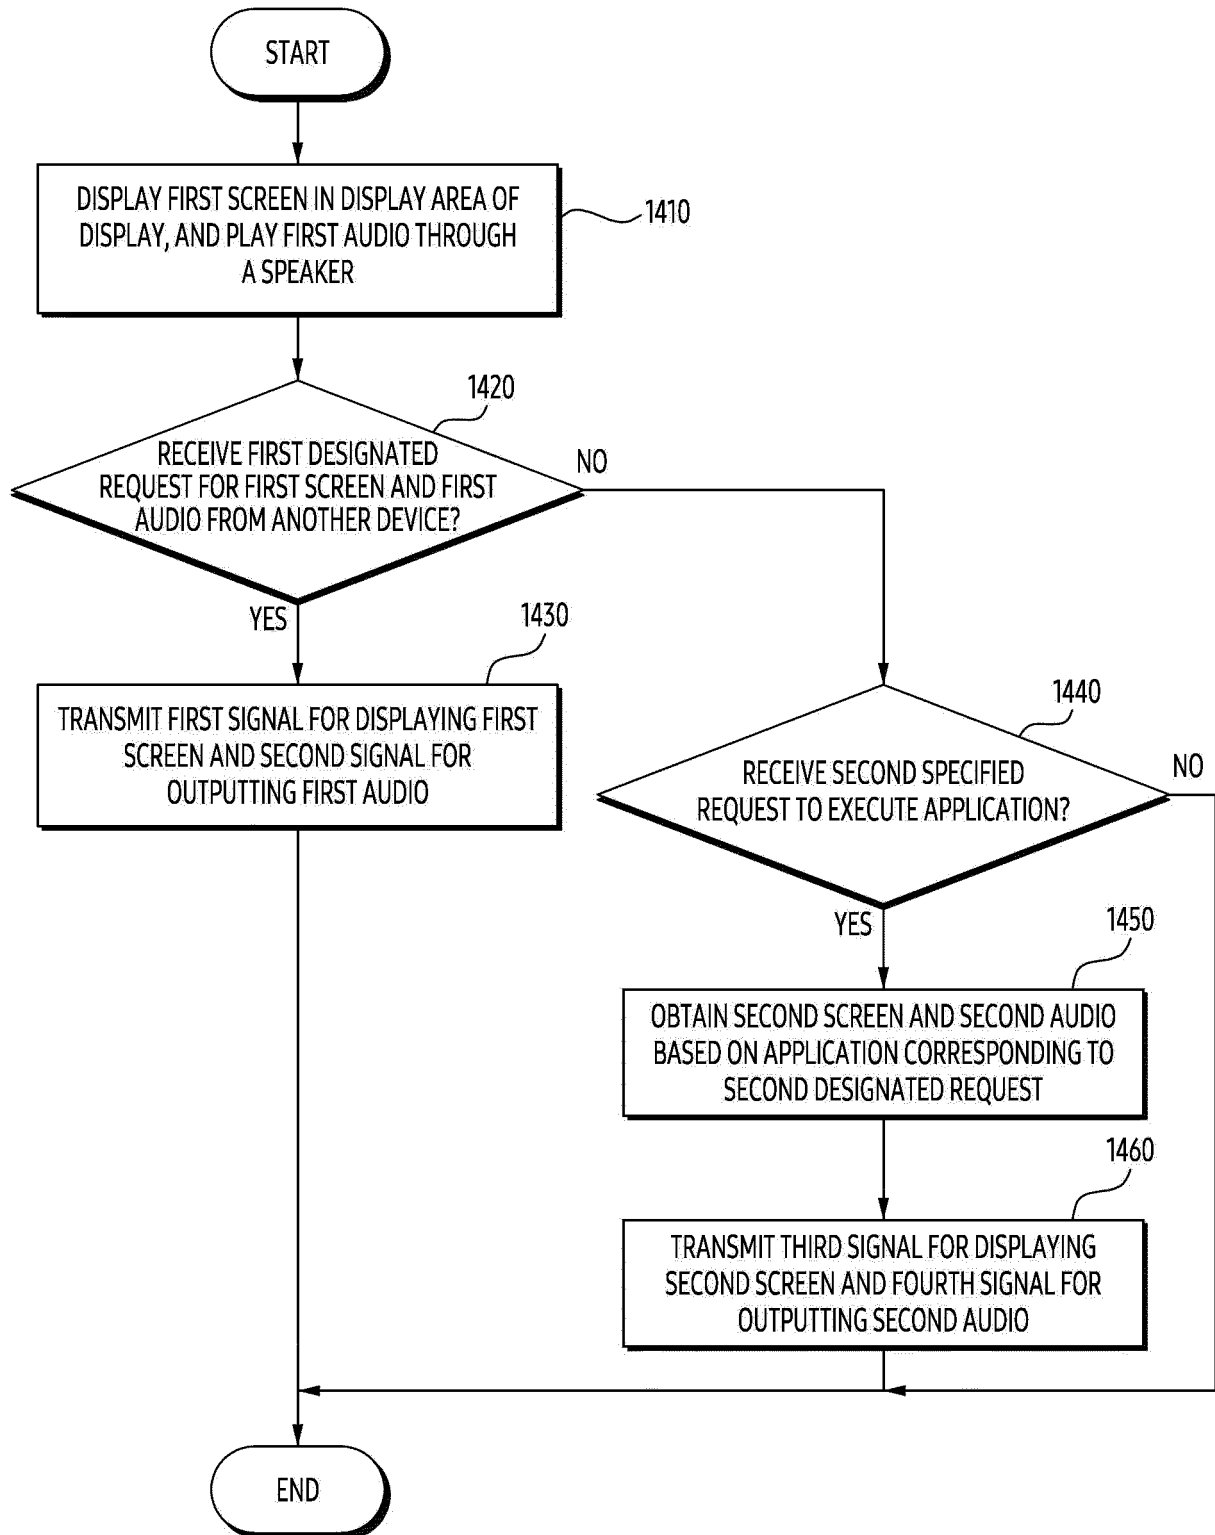 START
DISPLAY FIRST SCREEN IN DISPLAY AREA OF
DISPLAY, AND PLAY FIRST AUDIO THROUGH
A SPEAKER
1410
1420
RECEIVE FIRST DESIGNATED
REQUEST FOR FIRST SCREEN AND FIRST
AUDIO FROM ANOTHER DEVICE?
NO
YES
1430
TRANSMIT FIRST SIGNAL FOR DISPLAYING FIRST
SCREEN AND SECOND SIGNAL FOR
OUTPUTTING FIRST AUDIO
1440
RECEIVE SECOND SPECIFIED
REQUEST TO EXECUTE APPLICATION?
NO
YES
1450
OBTAIN SECOND SCREEN AND SECOND AUDIO
BASED ON APPLICATION CORRESPONDING TO
SECOND DESIGNATED REQUEST
1460
TRANSMIT THIRD SIGNAL FOR DISPLAYING
SECOND SCREEN AND FOURTH SIGNAL FOR
OUTPUTTING SECOND AUDIO
END